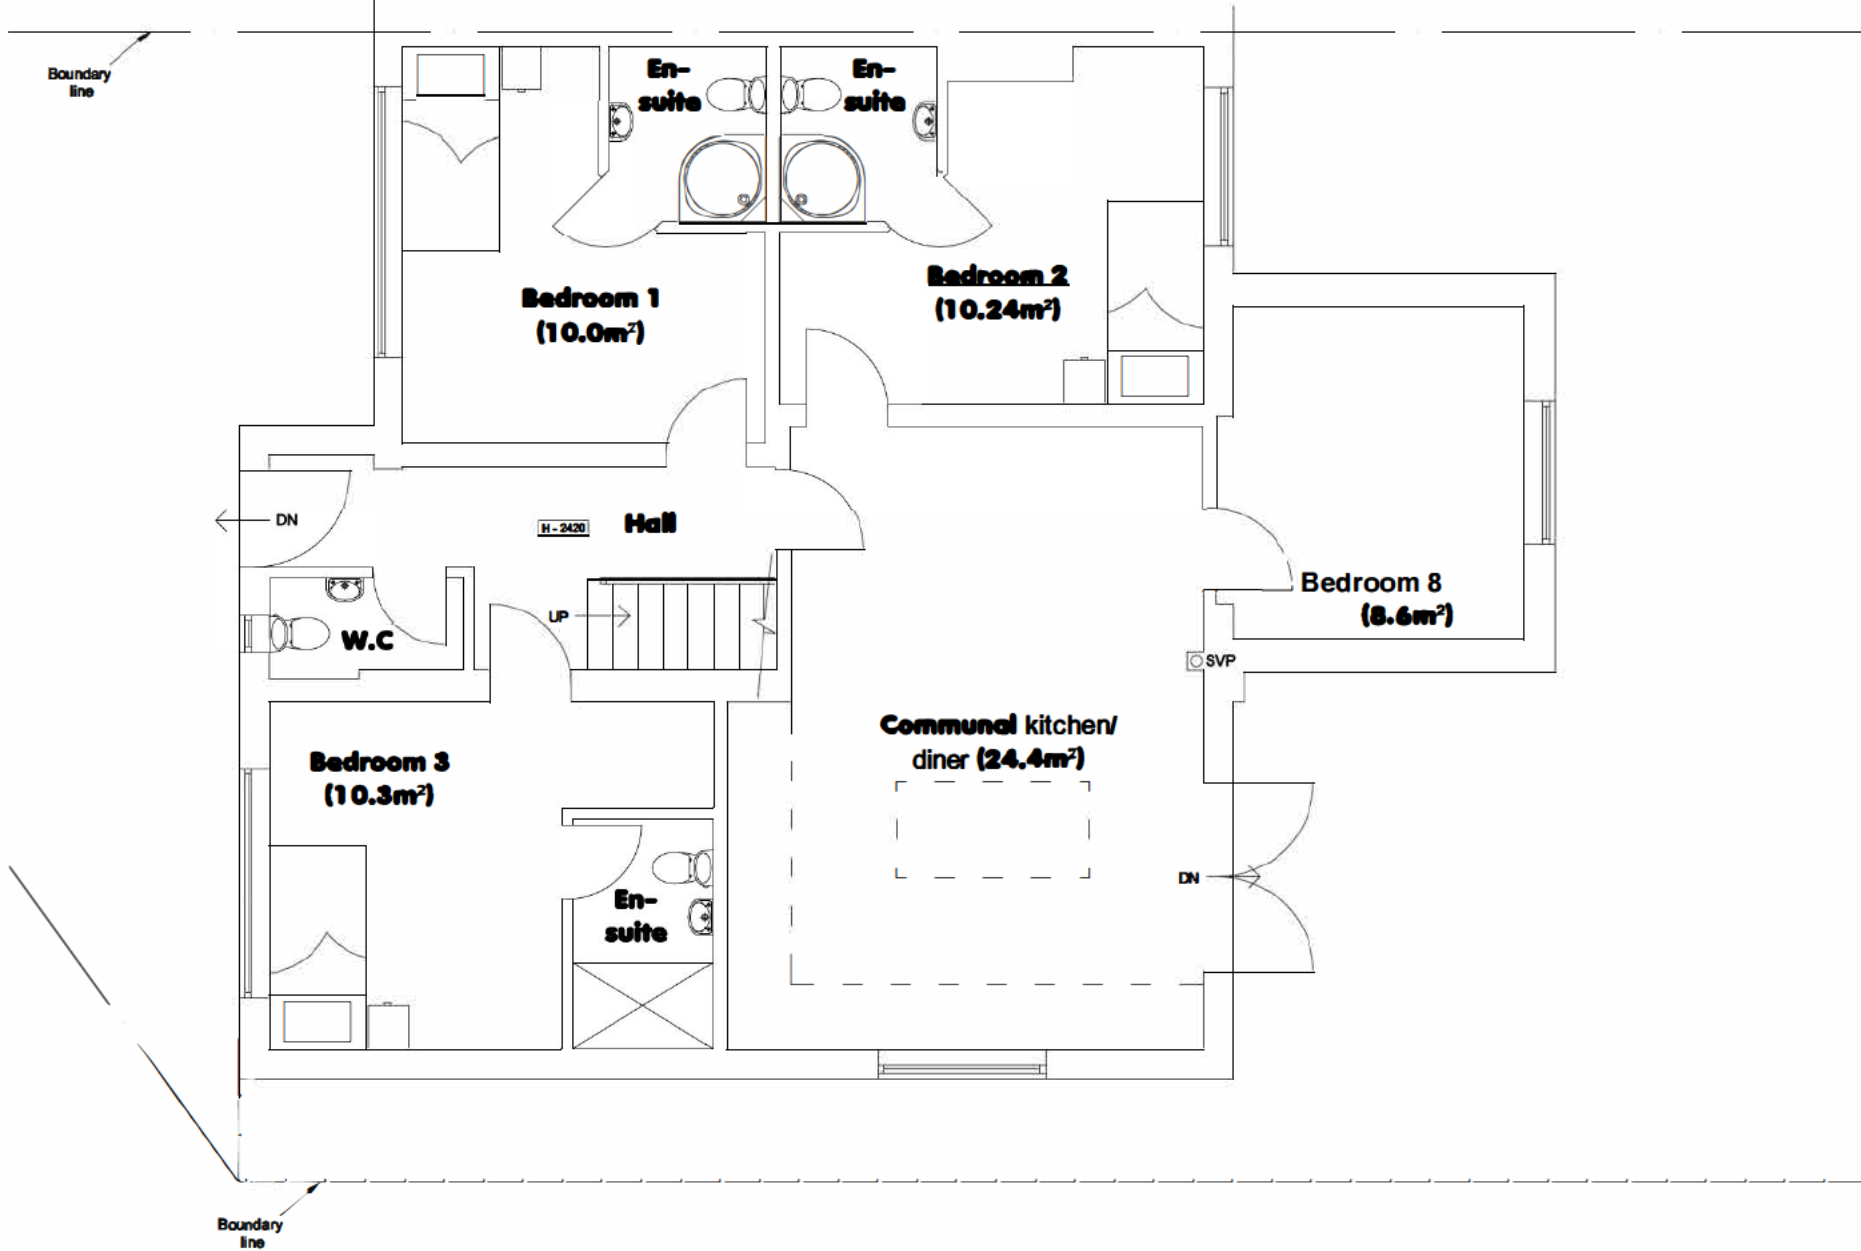 Boundary
line
En-
suite
En-
suite
Bedroom 1
(10.0m²)
Bedroom 2
(10.24m²)
DN
H - 2420
Hall
UP
W.C
Bedroom 8
(8.6m²)
SVP
Communal kitchen/
diner (24.4m²)
Bedroom 3
(10.3m²)
DN
En-
suite
Boundary
line